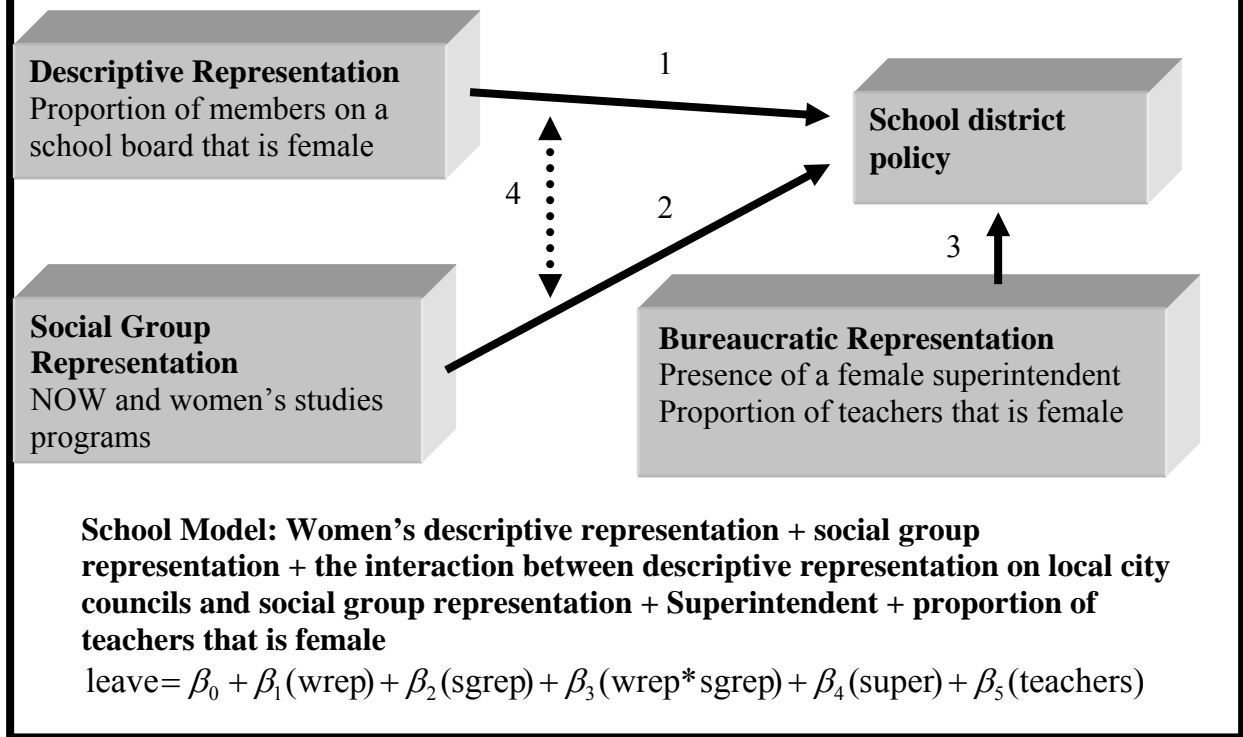 Descriptive Representation
Proportion of members on a
school board that is female
1
School district
policy
4
2
3
Social Group
Representation
NOW and women’s studies
programs
Bureaucratic Representation
Presence of a female superintendent
Proportion of teachers that is female
School Model: Women’s descriptive representation + social group
representation + the interaction between descriptive representation on local city
councils and social group representation + Superintendent + proportion of
teachers that is female
leave = β₀ + β₁(wrep) + β₂(sgrep) + β₃(wrep* sgrep) + β₄(super) + β₅(teachers)